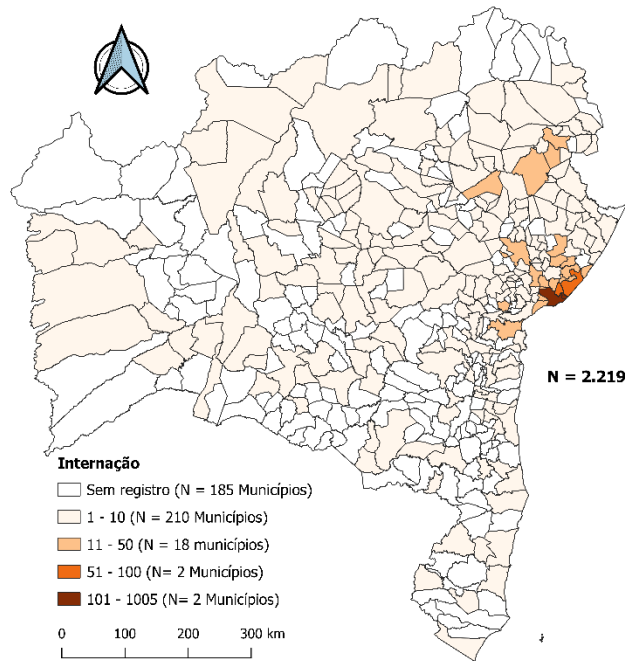 N = 2.219
Internação
Sem registro (N = 185 Municípios)
1 - 10 (N = 210 Municípios)
11 - 50 (N = 18 municípios)
51 - 100 (N= 2 Municípios)
101 - 1005 (N= 2 Municípios)
0 100 200 300 km